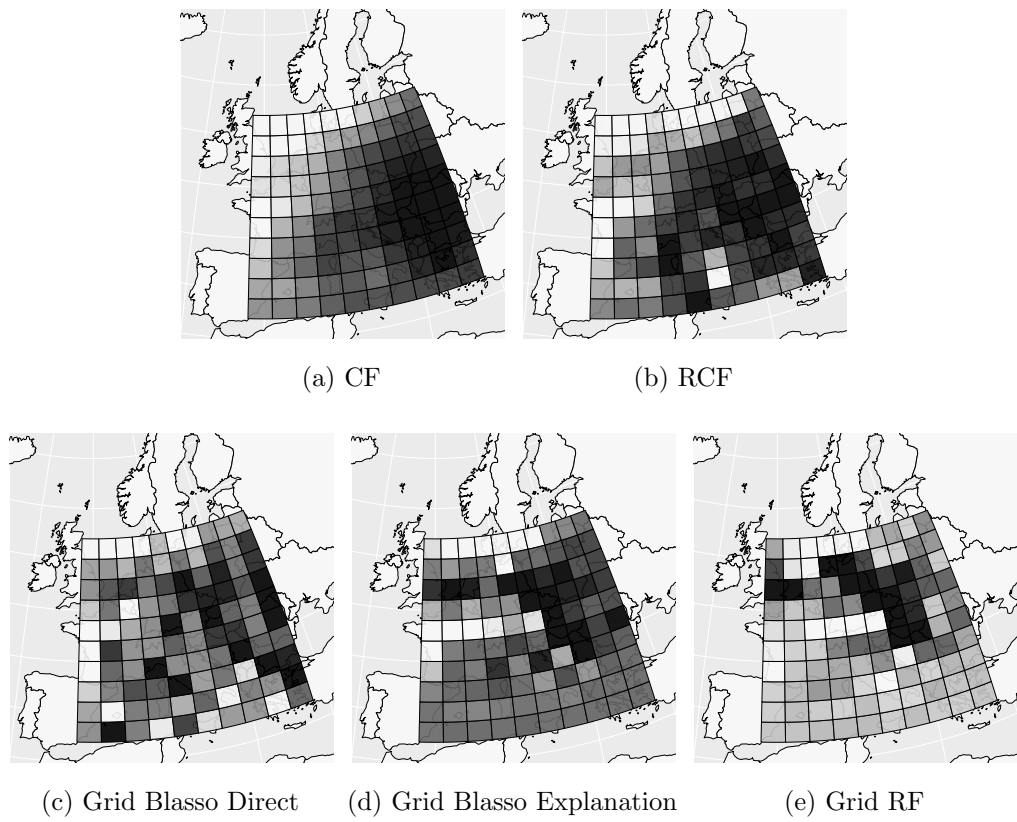 (a) CF
(b) RCF
(c) Grid Blasso Direct
(d) Grid Blasso Explanation
(e) Grid RF